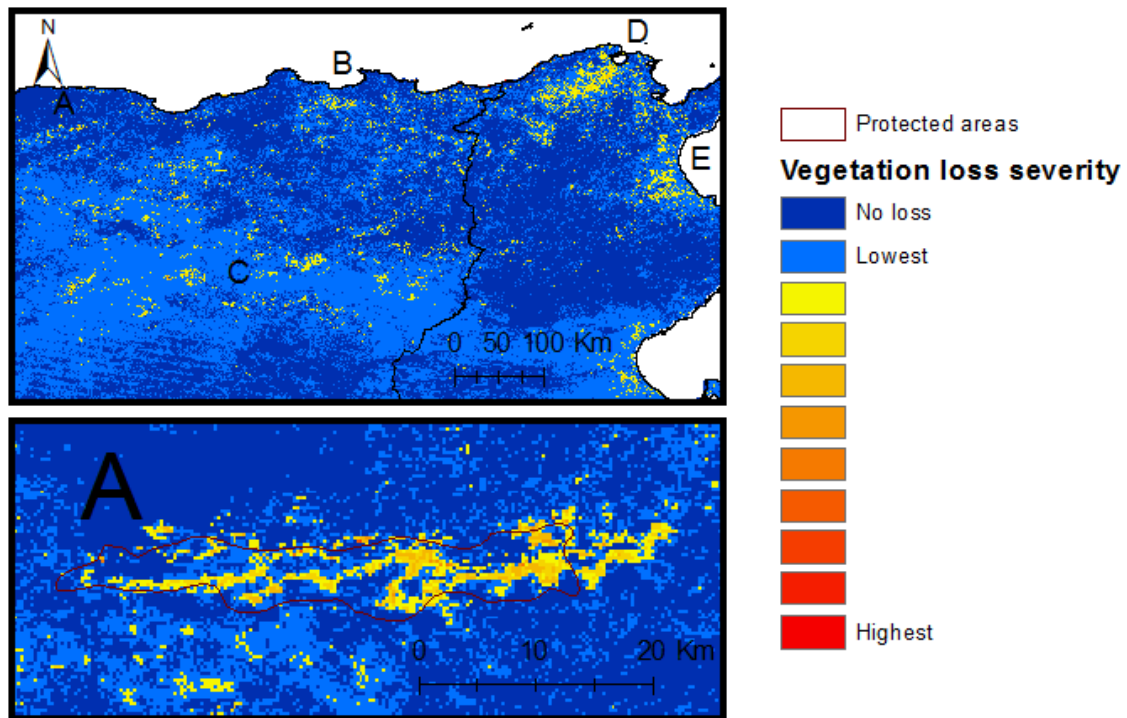 N
A
B
C
D
E
0 50 100 Km
A
0 10 20 Km
Protected areas
Vegetation loss severity
No loss
Lowest
Highest